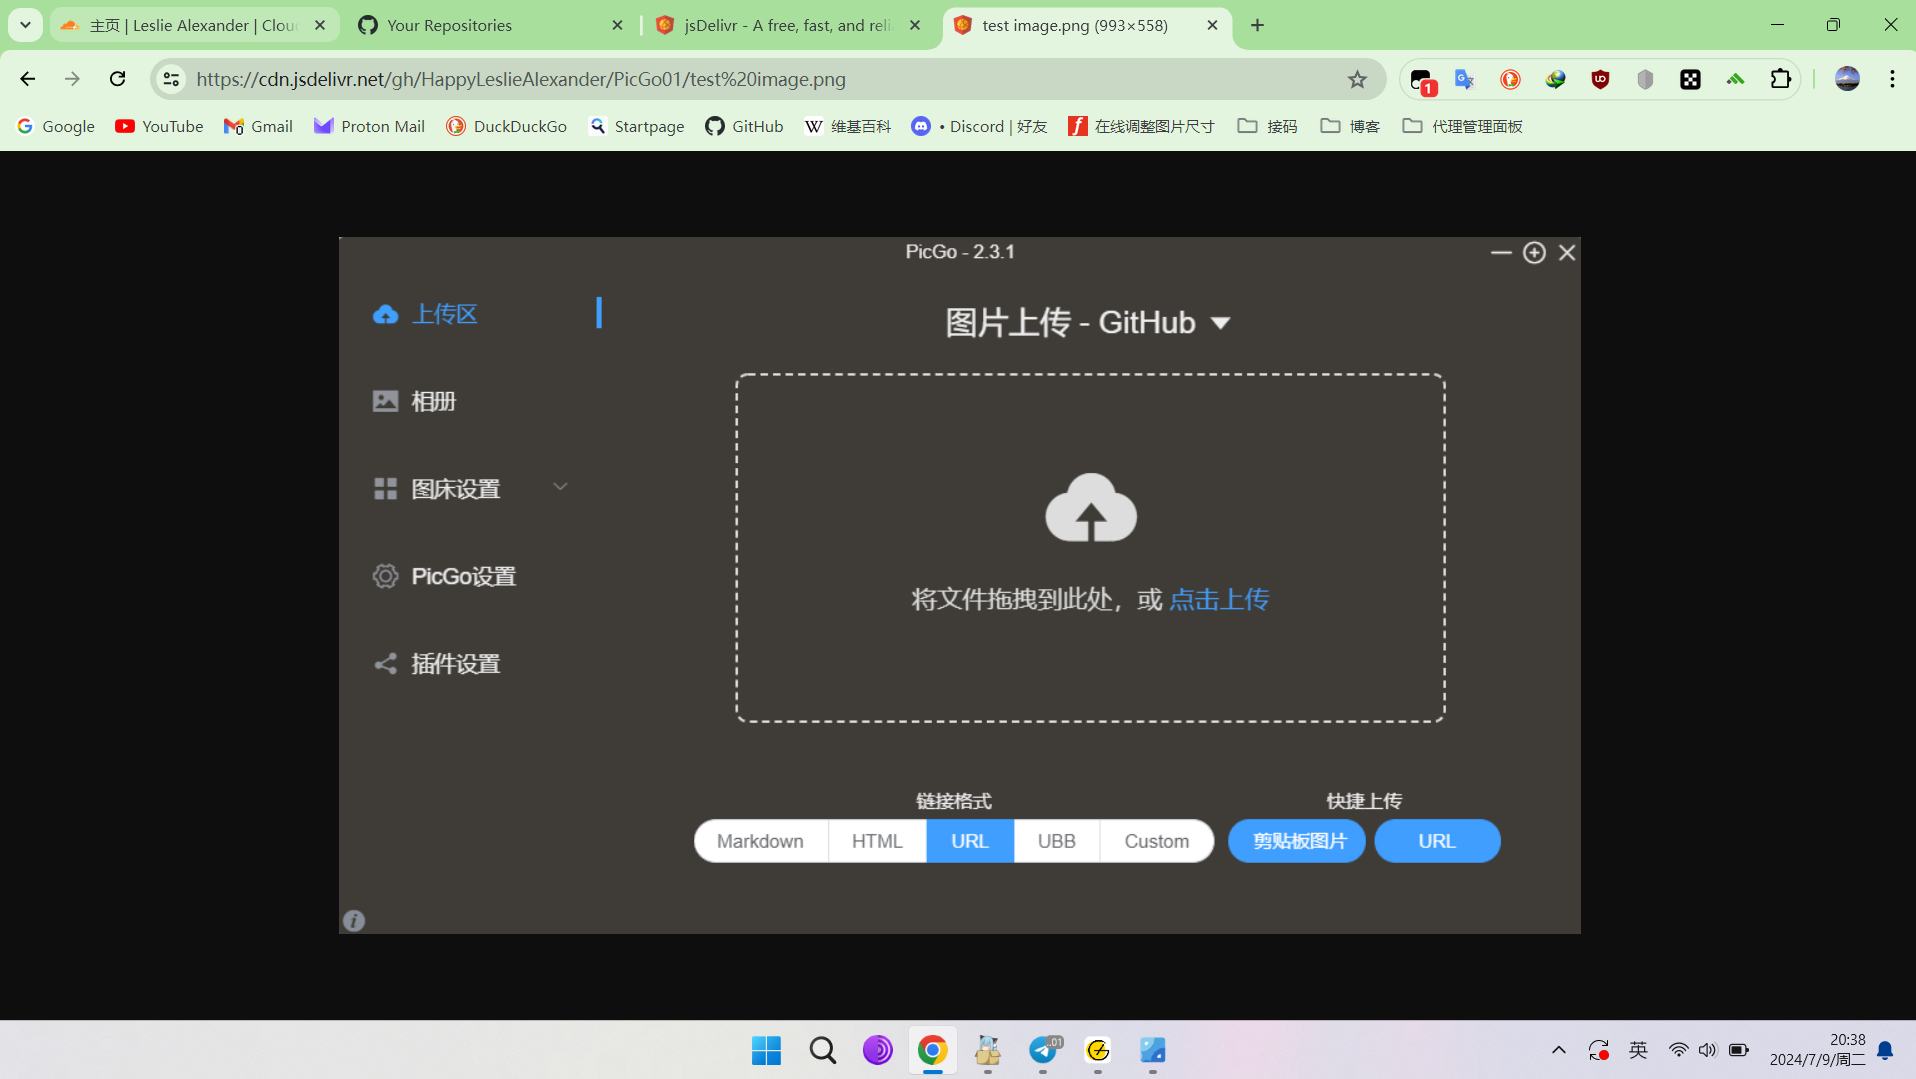 主页 | Leslie Alexander | Clou
Your Repositories
jsDelivr - A free, fast, and reli
test image.png (993×558)
https://cdn.jsdelivr.net/gh/HappyLeslieAlexander/PicGo01/test%20image.png
1
Google
YouTube
Gmail
Proton Mail
DuckDuckGo
Startpage
GitHub
维基百科
• Discord | 好友
在线调整图片尺寸
接码
博客
代理管理面板
PicGo - 2.3.1
上传区
图片上传 - GitHub
相册
图床设置
PicGo设置
插件设置
将文件拖拽到此处，或 点击上传
链接格式
快捷上传
Markdown
HTML
URL
UBB
Custom
剪贴板图片
URL
英
20:38
2024/7/9/周二